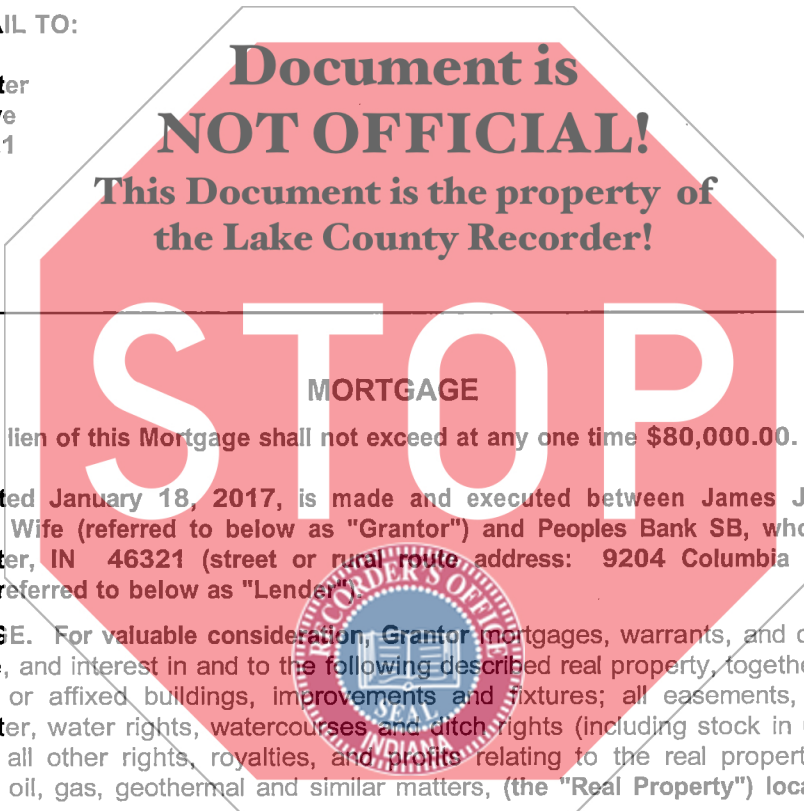 AIL TO:
ter
1
Document is
NOT OFFICIAL!
This Document is the property of
the Lake County Recorder!
STOP
MORTGAGE
lien of this Mortgage shall not exceed at any one time $80,000.00.
ted January 18, 2017, is made and executed between James J
Wife (referred to below as "Grantor") and Peoples Bank SB, who
ter, IN 46321 (street or rural route address: 9204 Columbia
referred to below as "Lender").
GE. For valuable consideration, Grantor mortgages, warrants, and c
, and interest in and to the following described real property, togethe
or affixed buildings, improvements and fixtures; all easements,
ter, water rights, watercourses and ditch rights (including stock in
all other rights, royalties, and profits relating to the real propert
oil, gas, geothermal and similar matters, (the "Real Property") loca
RECORDER'S OFFICE
SEAL
INDIANA